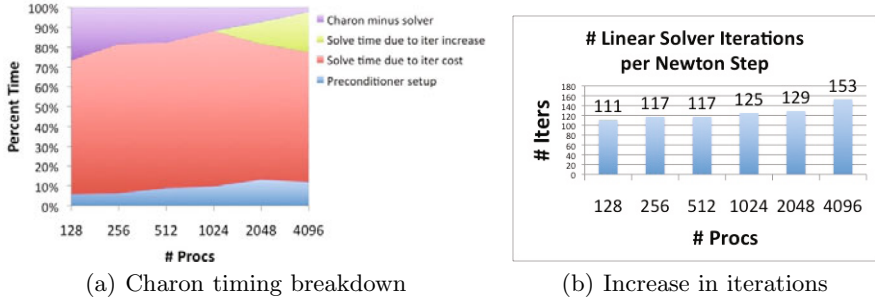 100%
90%
80%
70%
60%
50%
40%
30%
20%
10%
0%
Percent Time
128 256 512 1024 2048 4096
# Procs
Charon minus solver
Solve time due to iter increase
Solve time due to iter cost
Preconditioner setup
(a) Charon timing breakdown
# Linear Solver Iterations
per Newton Step
# Iters
180
160
140
120
100
80
60
40
20
0
111 117 117 125 129 153
128 256 512 1024 2048 4096
# Procs
(b) Increase in iterations